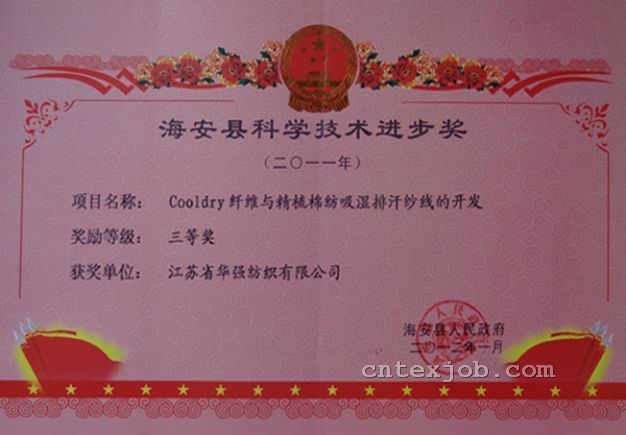 海安县科学技术进步奖
(二〇一一年)
项目名称: Cooldry纤维与精梳棉纺吸湿排汗纱线的开发
奖励等级: 三等奖
获奖单位: 江苏省华强纺织有限公司
海安县人民政府
二〇一二年一月
cntexjob.com